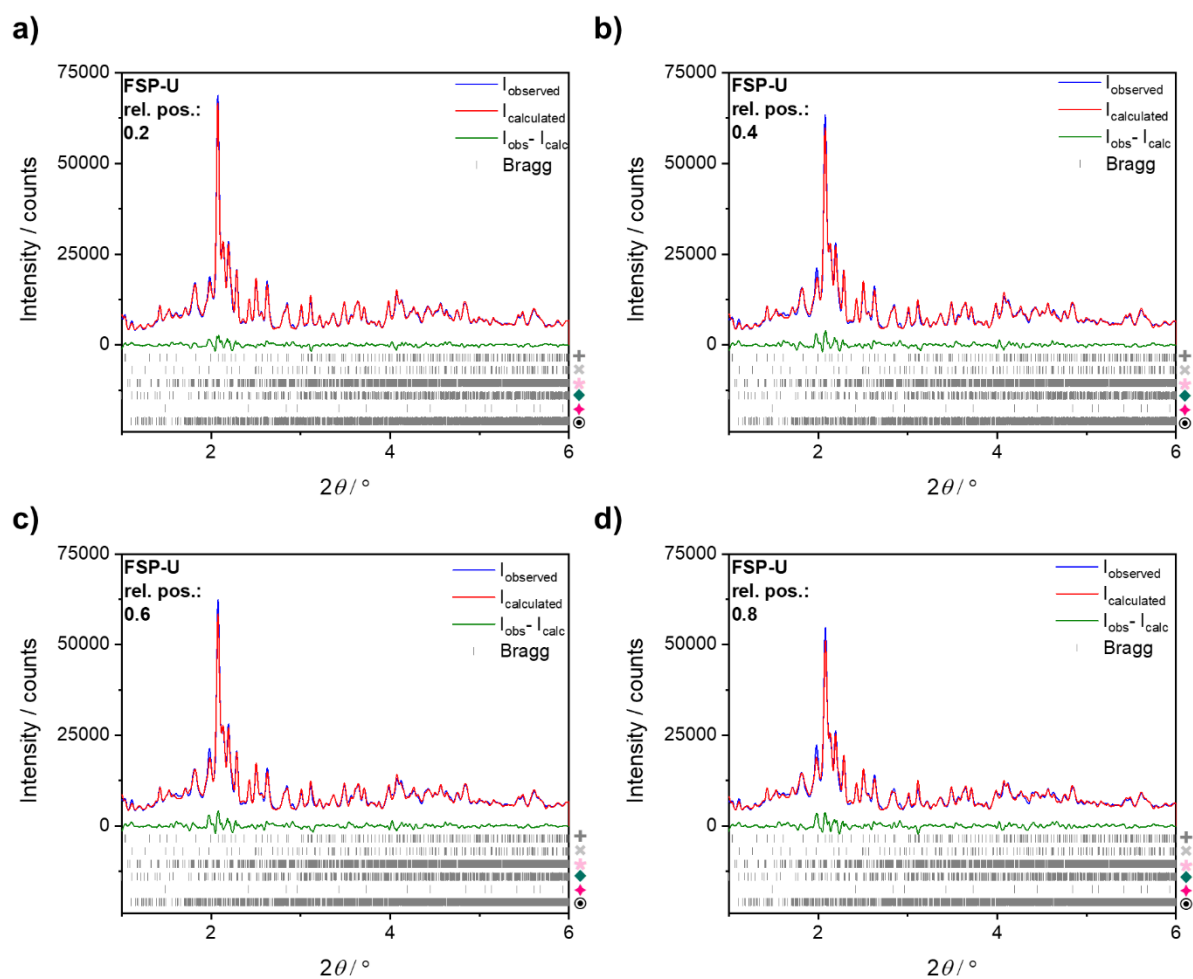 a)
75000
50000
25000
0
Intensity / counts
FSP-U
rel. pos.:
0.2
I observed
I calculated
I obs - I calc
Bragg
2
4
6
2θ / °
b)
75000
50000
25000
0
Intensity / counts
FSP-U
rel. pos.:
0.4
I observed
I calculated
I obs - I calc
Bragg
2
4
6
2θ / °
c)
75000
50000
25000
0
Intensity / counts
FSP-U
rel. pos.:
0.6
I observed
I calculated
I obs - I calc
Bragg
2
4
6
2θ / °
d)
75000
50000
25000
0
Intensity / counts
FSP-U
rel. pos.:
0.8
I observed
I calculated
I obs - I calc
Bragg
2
4
6
2θ / °